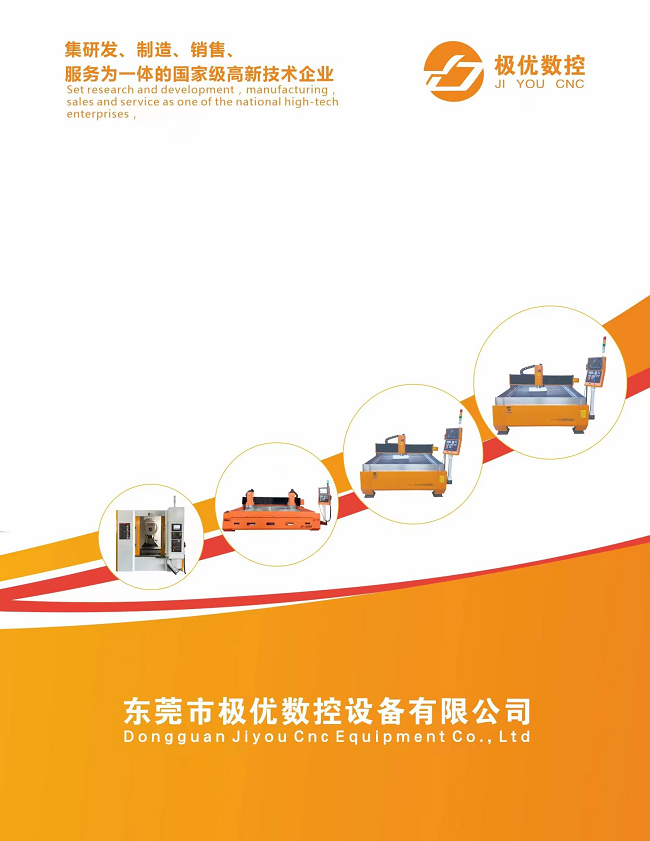 集研发、制造、销售、
服务为一体的国家级高新技术企业
Set research and development, manufacturing,
sales and service as one of the national high-tech
enterprises,
极优数控
JI YOU CNC
东莞市极优数控设备有限公司
Dongguan Jiyou Cnc Equipment Co., Ltd